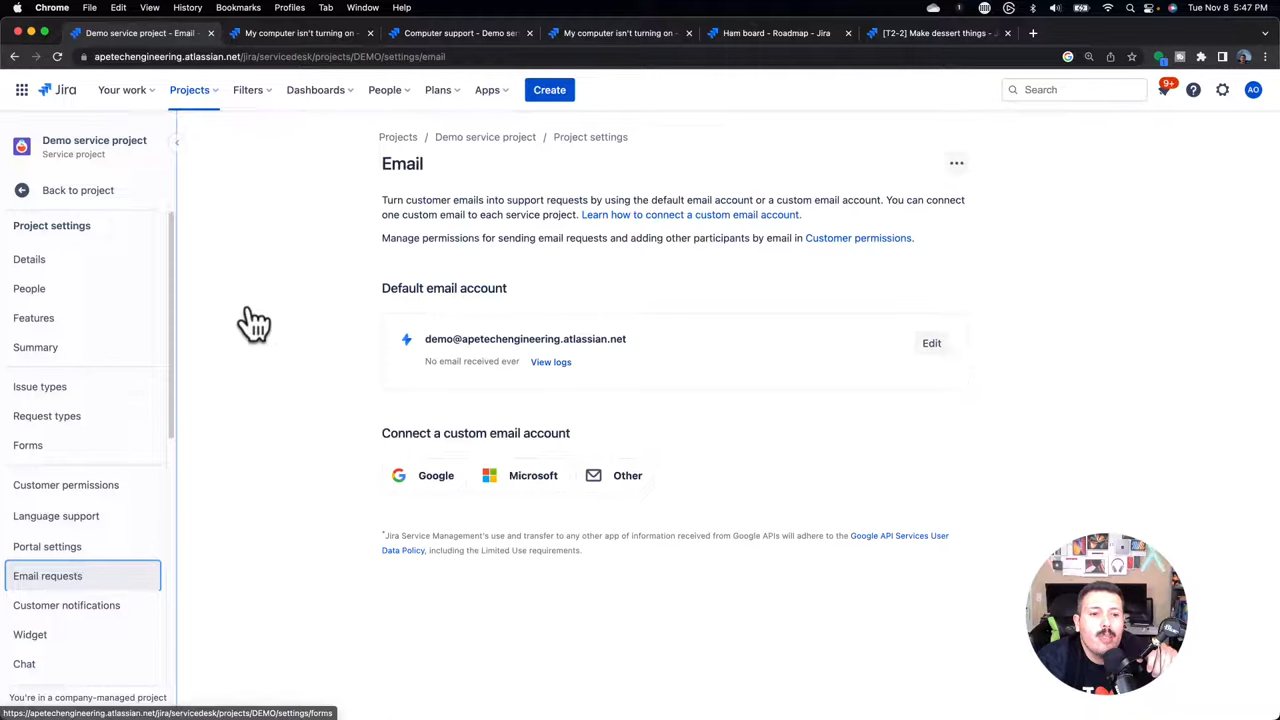 Chrome File Edit View History Bookmarks Profiles Tab Window Help Tue Nov 8 5:47 PM
Demo service project - Email - My computer isn't turning on - Computer support - Demo ser My computer isn't turning on - Ham board - Roadmap - Jira [T2-2] Make dessert things - J
apetechengineering.atlassian.net/jira/servicedesk/projects/DEMO/settings/email
Jira Your work Projects Filters Dashboards People Plans Apps Create Search 9+ AO
Demo service project
Service project
Back to project
Project settings
Details
People
Features
Summary
Issue types
Request types
Forms
Customer permissions
Language support
Portal settings
Email requests
Customer notifications
Widget
Chat
You're in a company-managed project
https://apetechengineering.atlassian.net/jira/servicedesk/projects/DEMO/settings/forms
Projects / Demo service project / Project settings
Email
Turn customer emails into support requests by using the default email account or a custom email account. You can connect
one custom email to each service project. Learn how to connect a custom email account.
Manage permissions for sending email requests and adding other participants by email in Customer permissions.
Default email account
demo@apetechengineering.atlassian.net
No email received ever View logs
Edit
Connect a custom email account
Google Microsoft Other
*Jira Service Management's use and transfer to any other app of information received from Google APIs will adhere to the Google API Services User
Data Policy, including the Limited Use requirements.